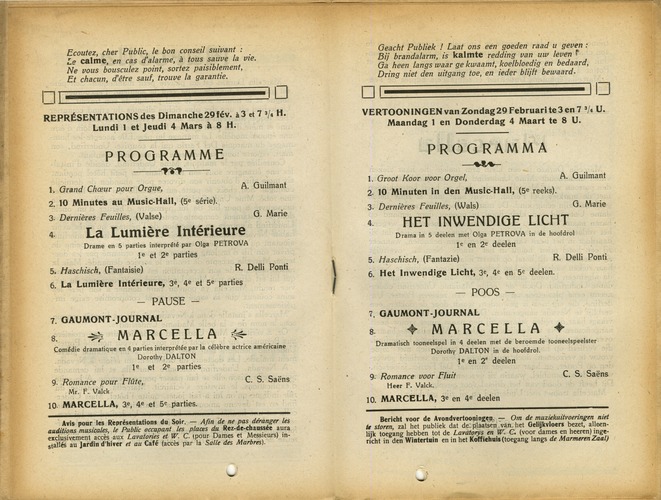 Ecoutez, cher Public, le bon conseil suivant :
Le calme, en cas d'alarme, à tous sauve la vie.
Ne vous bousculez point, sortez paisiblement,
Et chacun, d'être sauf, trouve la garantie.
REPRÉSENTATIONS des Dimanche 29 fév. à 3 et 7 3/4 H.
Lundi 1 et Jeudi 4 Mars à 8 H.
PROGRAMME
1. Grand Chœur pour Orgue, A. Guilmant
2. 10 Minutes au Music-Hall, (5e série).
3. Dernières Feuilles, (Valse) G. Marie
4. La Lumière Intérieure
Drame en 5 parties interprété par Olga PETROVA
1e et 2e parties
5. Haschisch, (Fantaisie) R. Delli Ponti
6. La Lumière Intérieure, 3e, 4e et 5e parties
— PAUSE —
7. GAUMONT-JOURNAL
8. MARCELLA
Comédie dramatique en 4 parties interprétée par la célèbre actrice américaine
Dorothy DALTON
1e et 2e parties
9. Romance pour Flûte, C. S. Saëns
Mr. F. Valck
10. MARCELLA, 3e, 4e et 5e parties.
Avis pour les Représentations du Soir. — Afin de ne pas déranger les
auditions musicales, le Public occupant les places du Rez-de-chaussée aura
exclusivement accès aux Lavatories et W. C. (pour Dames et Messieurs) in-
stallés au Jardin d'hiver et au Café (accès par la Salle des Marbres).
Geacht Publiek ! Laat ons een goeden raad u geven :
Bij brandalarm, is kalmte redding van uw leven !
Ga heen langs waar ge kwaamt, koelbloedig en bedaard,
Dring niet den uitgang toe, en ieder blijft bewaard.
VERTOONINGEN van Zondag 29 Februari te 3 en 7 3/4 U.
Maandag 1 en Donderdag 4 Maart te 8 U.
PROGRAMMA
1. Groot Koor voor Orgel, A. Guilmant
2. 10 Minuten in den Music-Hall, (5e reeks).
3. Dernières Feuilles, (Wals) G. Marie
4. HET INWENDIGE LICHT
Drama in 5 deelen met Olga PETROVA in de hoofdrol
1e en 2e deelen
5. Haschisch, (Fantazie) R. Delli Ponti
6. Het Inwendige Licht, 3e, 4e en 5e deelen.
— POOS —
7. GAUMONT-JOURNAL
8. MARCELLA
Dramatisch tooneelspel in 4 deelen met de beroemde tooneelspeelster
Dorothy DALTON in de hoofdrol.
1e en 2e deelen
9. Romance voor Fluit C. S. Saëns
Heer F. Valck.
10. MARCELLA, 3e en 4e deelen
Bericht voor de Avondvertooningen. — Om de muziekuitvoeringen niet
te storen, zal het publiek dat de plaatsen van het Gelijkvloers bezet, alleen-
lijk toegang hebben tot de Lavatorys en W. C. (voor dames en heeren) inge-
richt in den Wintertuin en in het Koffiehuis (toegang langs de Marmeren Zaal)